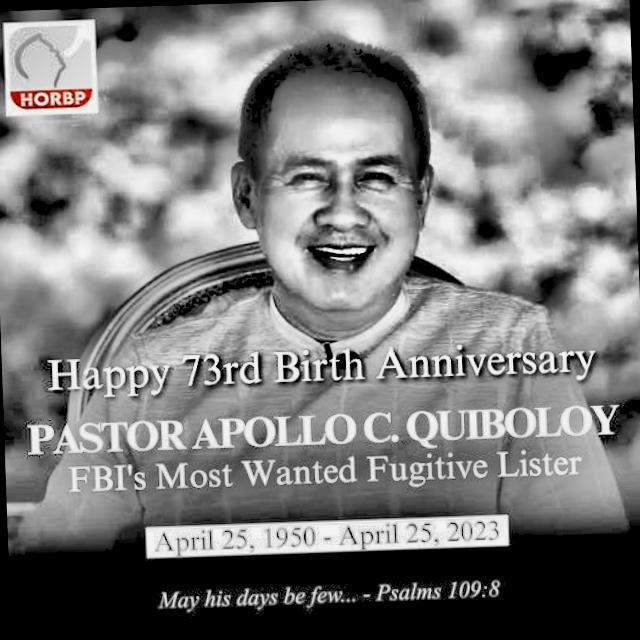 HORBP
Happy 73rd Birth Anniversary
PASTOR APOLLO C. QUIBOLOY
FBI's Most Wanted Fugitive Lister
April 25, 1950 - April 25, 2023
May his days be few... - Psalms 109:8